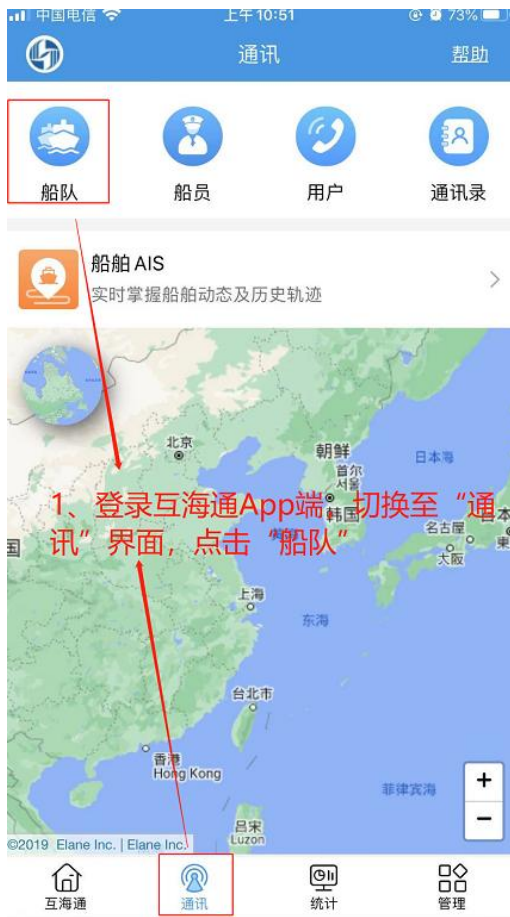 中国电信 上午10:51 73%
通讯 帮助
船队 船员 用户 通讯录
船舶 AIS
实时掌握船舶动态及历史轨迹
北京
朝鲜
首尔
서울
日本海
1、登录互海通App端，切换至“通
讯”界面，点击“船队”
韩国
名古屋
日本
大阪
国
上海
东海
台北市
香港
Hong Kong
菲律宾海
吕宋
Luzon
+
−
©2019 Elane Inc. | Elane Inc.
互海通 通讯 统计 管理